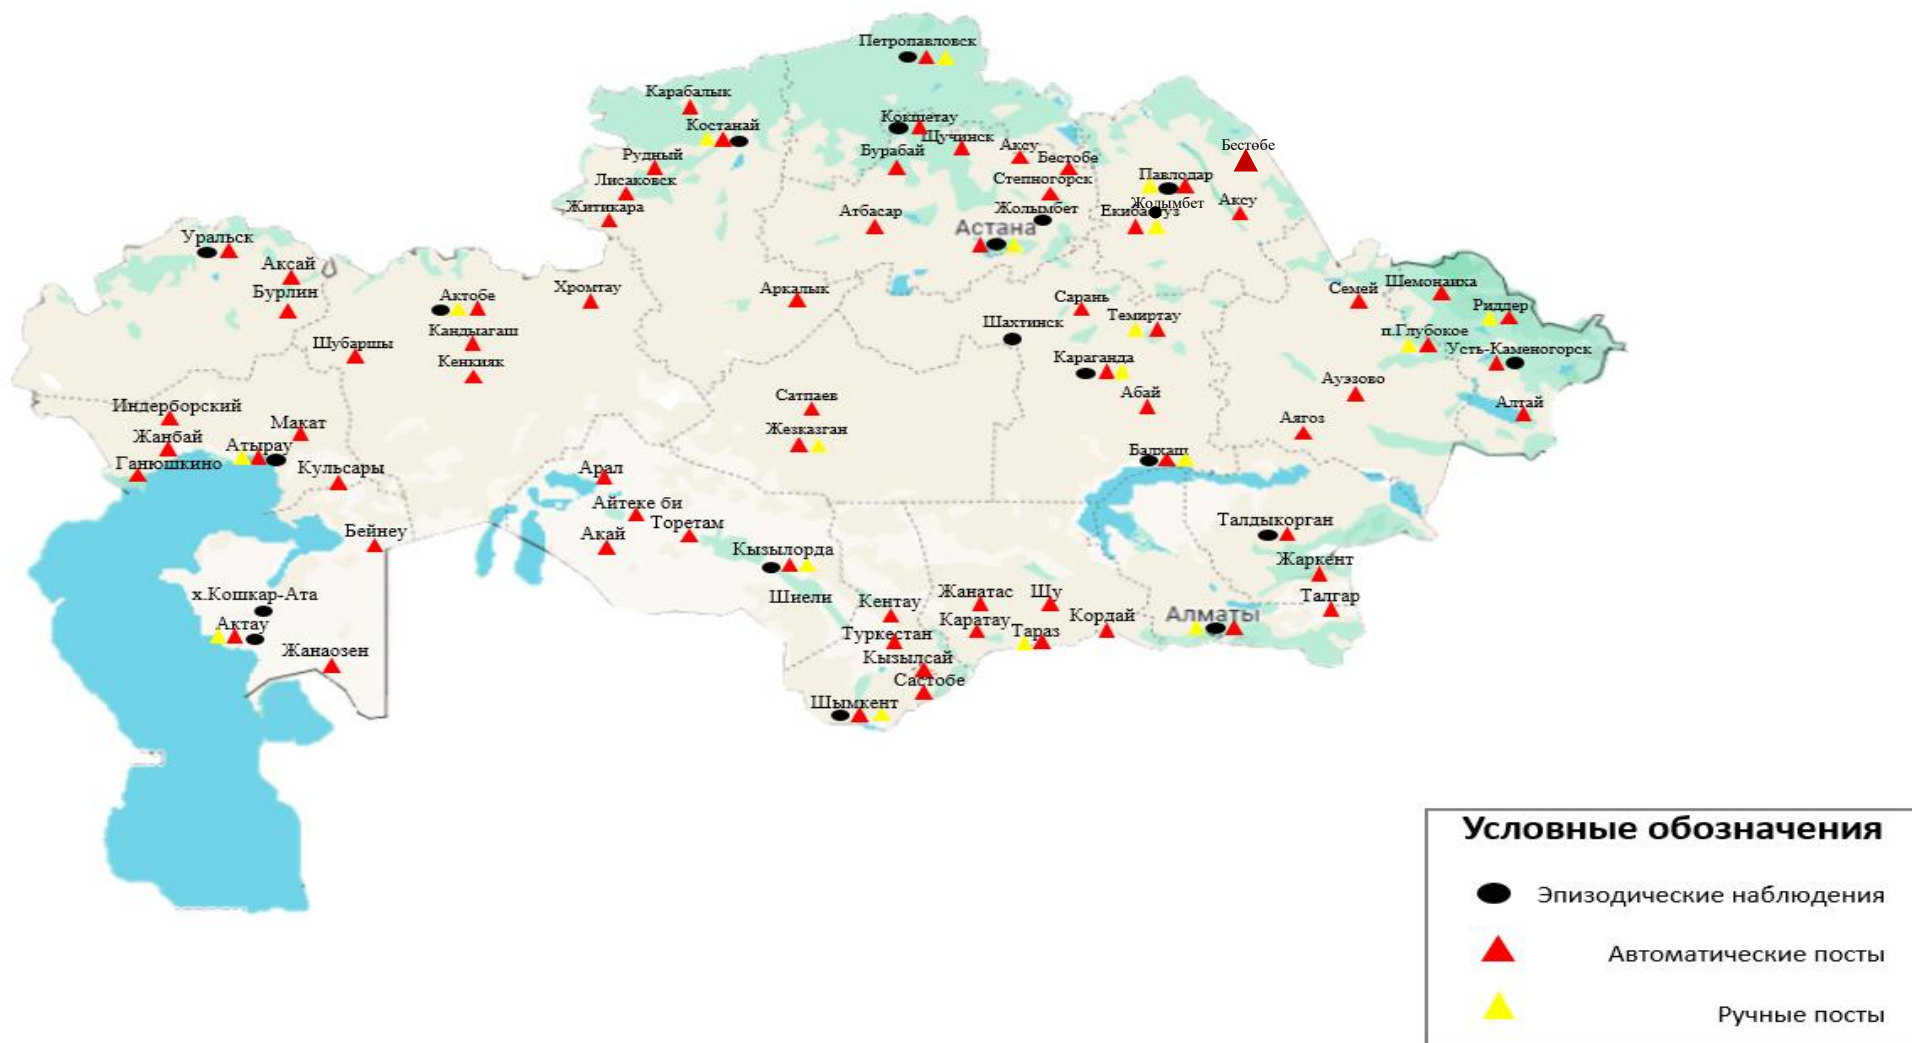 Петропавловск
Карабалык
Костанай
Кокшетау
Щучинск
Рудный
Бурабай
Аксу
Бестобе
Бестөбе
Лисаковск
Степногорск
Павлодар
Житикара
Атбасар
Жолымбет
Жолымбет
Екибастуз
Аксу
Астана
Уральск
Аксай
Бурлин
Актобе
Хромтау
Аркалык
Сарань
Семей
Шемонаиха
Риддер
Кандыагаш
Шубаршы
Шахтинск
Темиртау
п.Глубокое
Усть-Каменогорск
Кенкияк
Караганда
Ауэзово
Абай
Сатпаев
Алтай
Индерборский
Макат
Жанбай
Атырау
Жезказган
Аягоз
Ганюшкино
Кульсары
Арал
Балхаш
Айтеке би
Торетам
Талдыкорган
Бейнеу
Акай
Кызылорда
Жаркент
х.Кошкар-Ата
Шиели
Кентау
Жанатас
Шу
Талгар
Актау
Каратау
Кордай
Алматы
Туркестан
Тараз
Жанаозен
Кызылсай
Састобе
Шымкент
Условные обозначения
Эпизодические наблюдения
Автоматические посты
Ручные посты